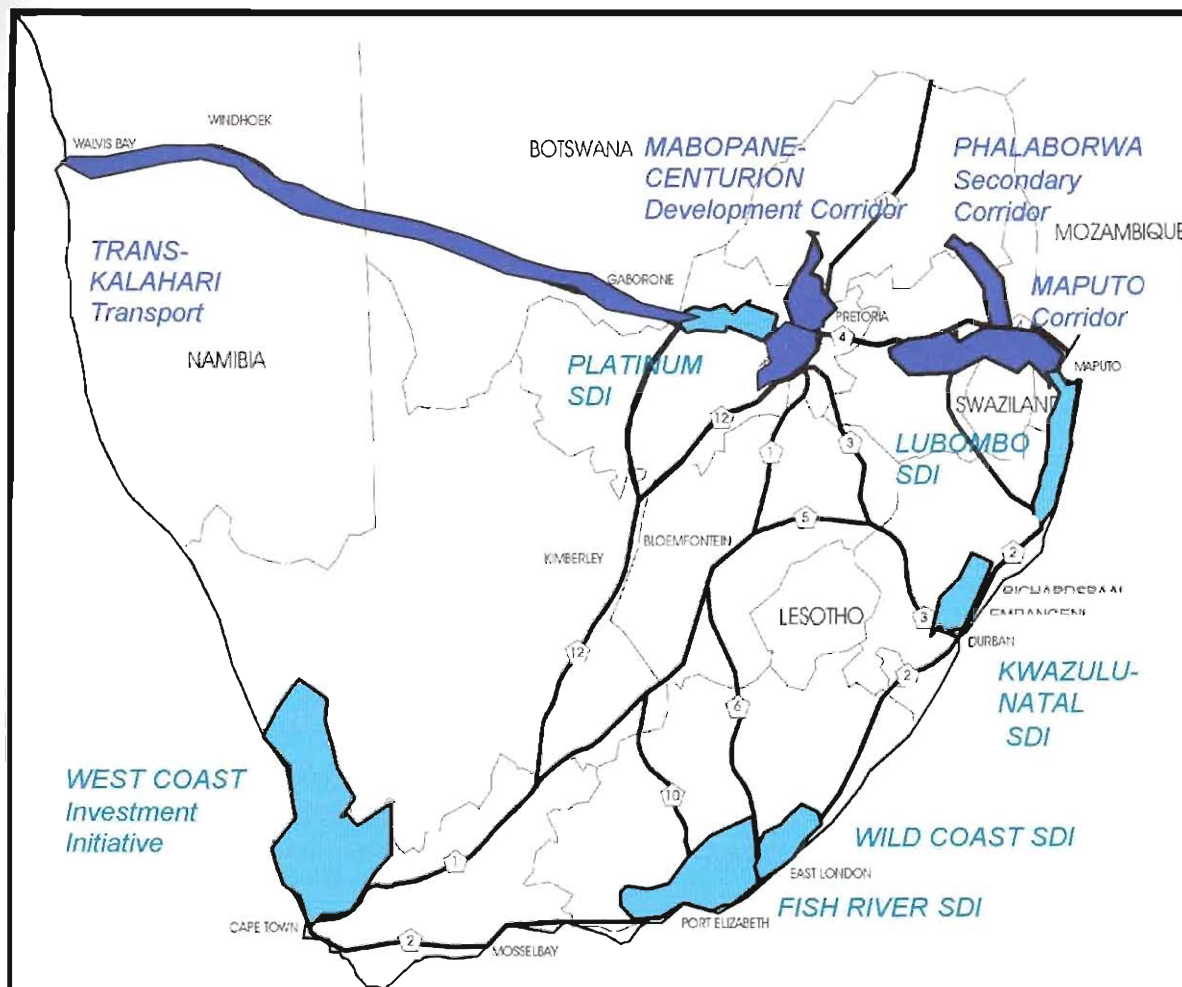 WINDHOEK
WALVIS BAY
BOTSWANA
MABOPANE-
CENTURION
Development Corridor
PHALABORWA
Secondary
Corridor
MOZAMBIQUE
TRANS-
KALAHARI
Transport
GABORONE
MAPUTO
Corridor
PRETORIA
4
NAMIBIA
PLATINUM
SDI
MAPUTO
SWAZILAND
12
1
3
LUBOMBO
SDI
5
KIMBERLEY
BLOEMFONTEIN
2
LESOTHO
3
DURBAN
12
2
KWAZULU-
NATAL
SDI
6
WEST COAST
Investment
Initiative
10
WILD COAST SDI
1
EAST LONDON
FISH RIVER SDI
PORT ELIZABETH
CAPE TOWN
2
MOSSELBAY